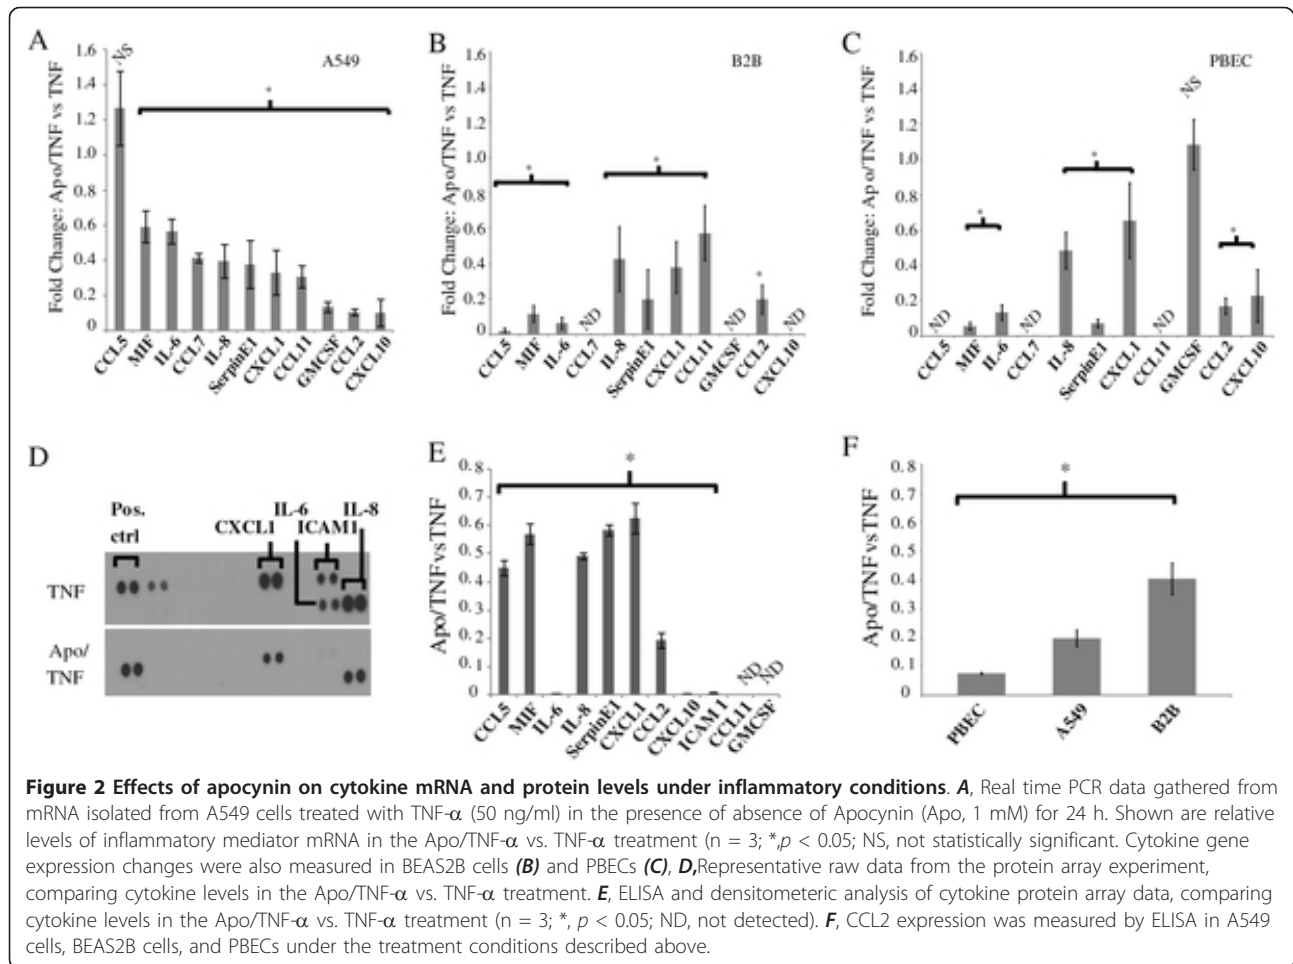 A
A549
Fold Change: Apo/TNF vs TNF
1.6
1.4
1.2
1.0
0.8
0.6
0.4
0.2
0
NS
*
CCL5
MIF
IL-6
CCL7
IL-8
SerpinE1
CXCL1
CCL11
GMCSF
CCL2
CXCL10
B
B2B
Fold Change: Apo/TNF vs TNF
1.6
1.4
1.2
1.0
0.8
0.6
0.4
0.2
0
*
ND
*
ND
*
ND
CCL5
MIF
IL-6
CCL7
IL-8
SerpinE1
CXCL1
CCL11
GMCSF
CCL2
CXCL10
C
PBEC
Fold Change: Apo/TNF vs TNF
1.6
1.4
1.2
1.0
0.8
0.6
0.4
0.2
0
ND
*
ND
*
ND
NS
*
CCL5
MIF
IL-6
CCL7
IL-8
SerpinE1
CXCL1
CCL11
GMCSF
CCL2
CXCL10
D
Pos.
ctrl
IL-6
IL-8
CXCL1
ICAM1
TNF
Apo/
TNF
E
Apo/TNF vs TNF
0.8
0.7
0.6
0.5
0.4
0.3
0.2
0.1
0
*
ND
ND
CCL5
MIF
IL-6
IL-8
SerpinE1
CXCL1
CCL2
CXCL10
ICAM 1
CCL11
GMCSF
F
Apo/TNF vs TNF
0.8
0.7
0.6
0.5
0.4
0.3
0.2
0.1
0
*
PBEC
A549
B2B
Figure 2 Effects of apocynin on cytokine mRNA and protein levels under inflammatory conditions. A, Real time PCR data gathered from
mRNA isolated from A549 cells treated with TNF-α (50 ng/ml) in the presence of absence of Apocynin (Apo, 1 mM) for 24 h. Shown are relative
levels of inflammatory mediator mRNA in the Apo/TNF-α vs. TNF-α treatment (n = 3; *,p < 0.05; NS, not statistically significant. Cytokine gene
expression changes were also measured in BEAS2B cells (B) and PBECs (C), D,Representative raw data from the protein array experiment,
comparing cytokine levels in the Apo/TNF-α vs. TNF-α treatment. E, ELISA and densitometeric analysis of cytokine protein array data, comparing
cytokine levels in the Apo/TNF-α vs. TNF-α treatment (n = 3; *, p < 0.05; ND, not detected). F, CCL2 expression was measured by ELISA in A549
cells, BEAS2B cells, and PBECs under the treatment conditions described above.